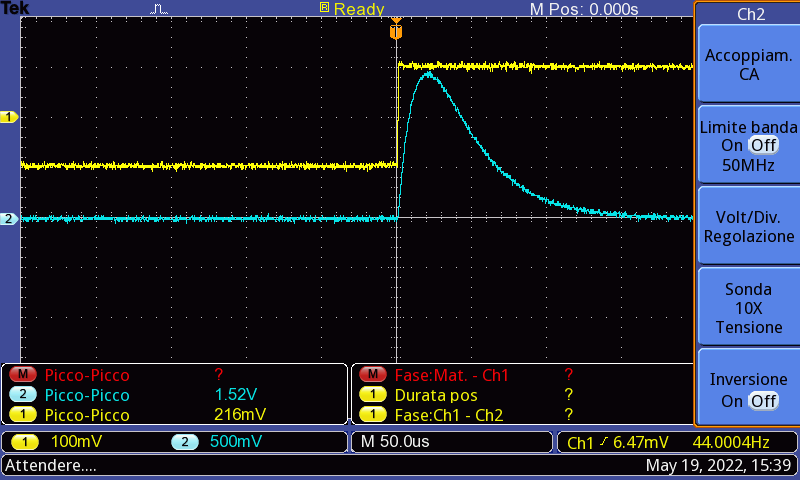 Tek R Ready M Pos: 0.000s
Ch2
T
Accoppiam.
CA
1
Limite banda
On Off
50MHz
2
Volt/Div.
Regolazione
Sonda
10X
Tensione
Inversione
On Off
M Picco-Picco ?
2 Picco-Picco 1.52V
1 Picco-Picco 216mV
M Fase:Mat. - Ch1 ?
1 Durata pos ?
1 Fase:Ch1 - Ch2 ?
1 100mV 2 500mV M 50.0us Ch1 6.47mV 44.0004Hz
Attendere.... May 19, 2022, 15:39